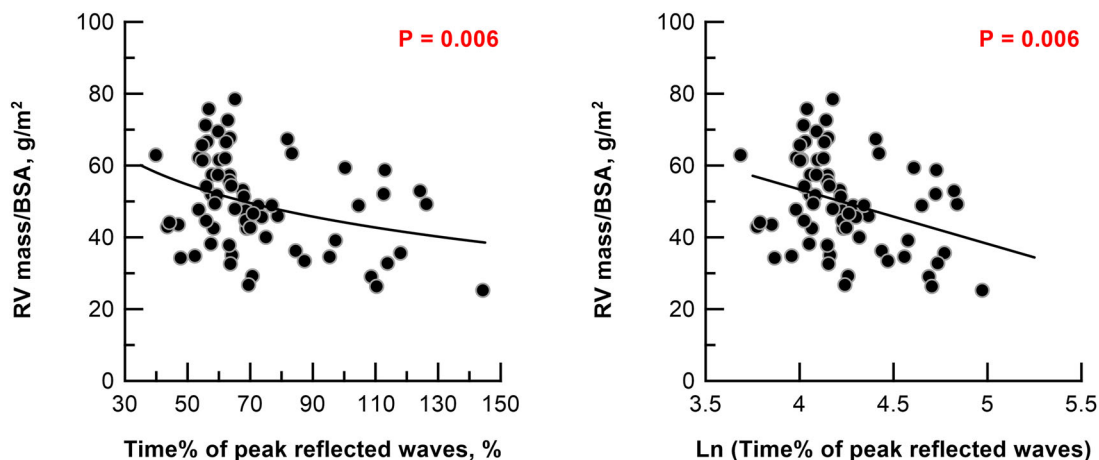 P = 0.006
100
80
60
40
20
0
RV mass/BSA, g/m²
30 50 70 90 110 130 150
Time% of peak reflected waves, %
P = 0.006
100
80
60
40
20
0
RV mass/BSA, g/m²
3.5 4 4.5 5 5.5
Ln (Time% of peak reflected waves)